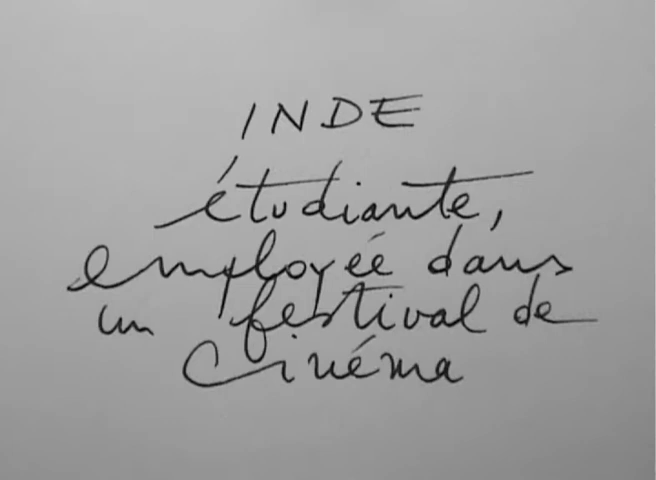 INDE
étudiante,
employée dans
un festival de
cinéma